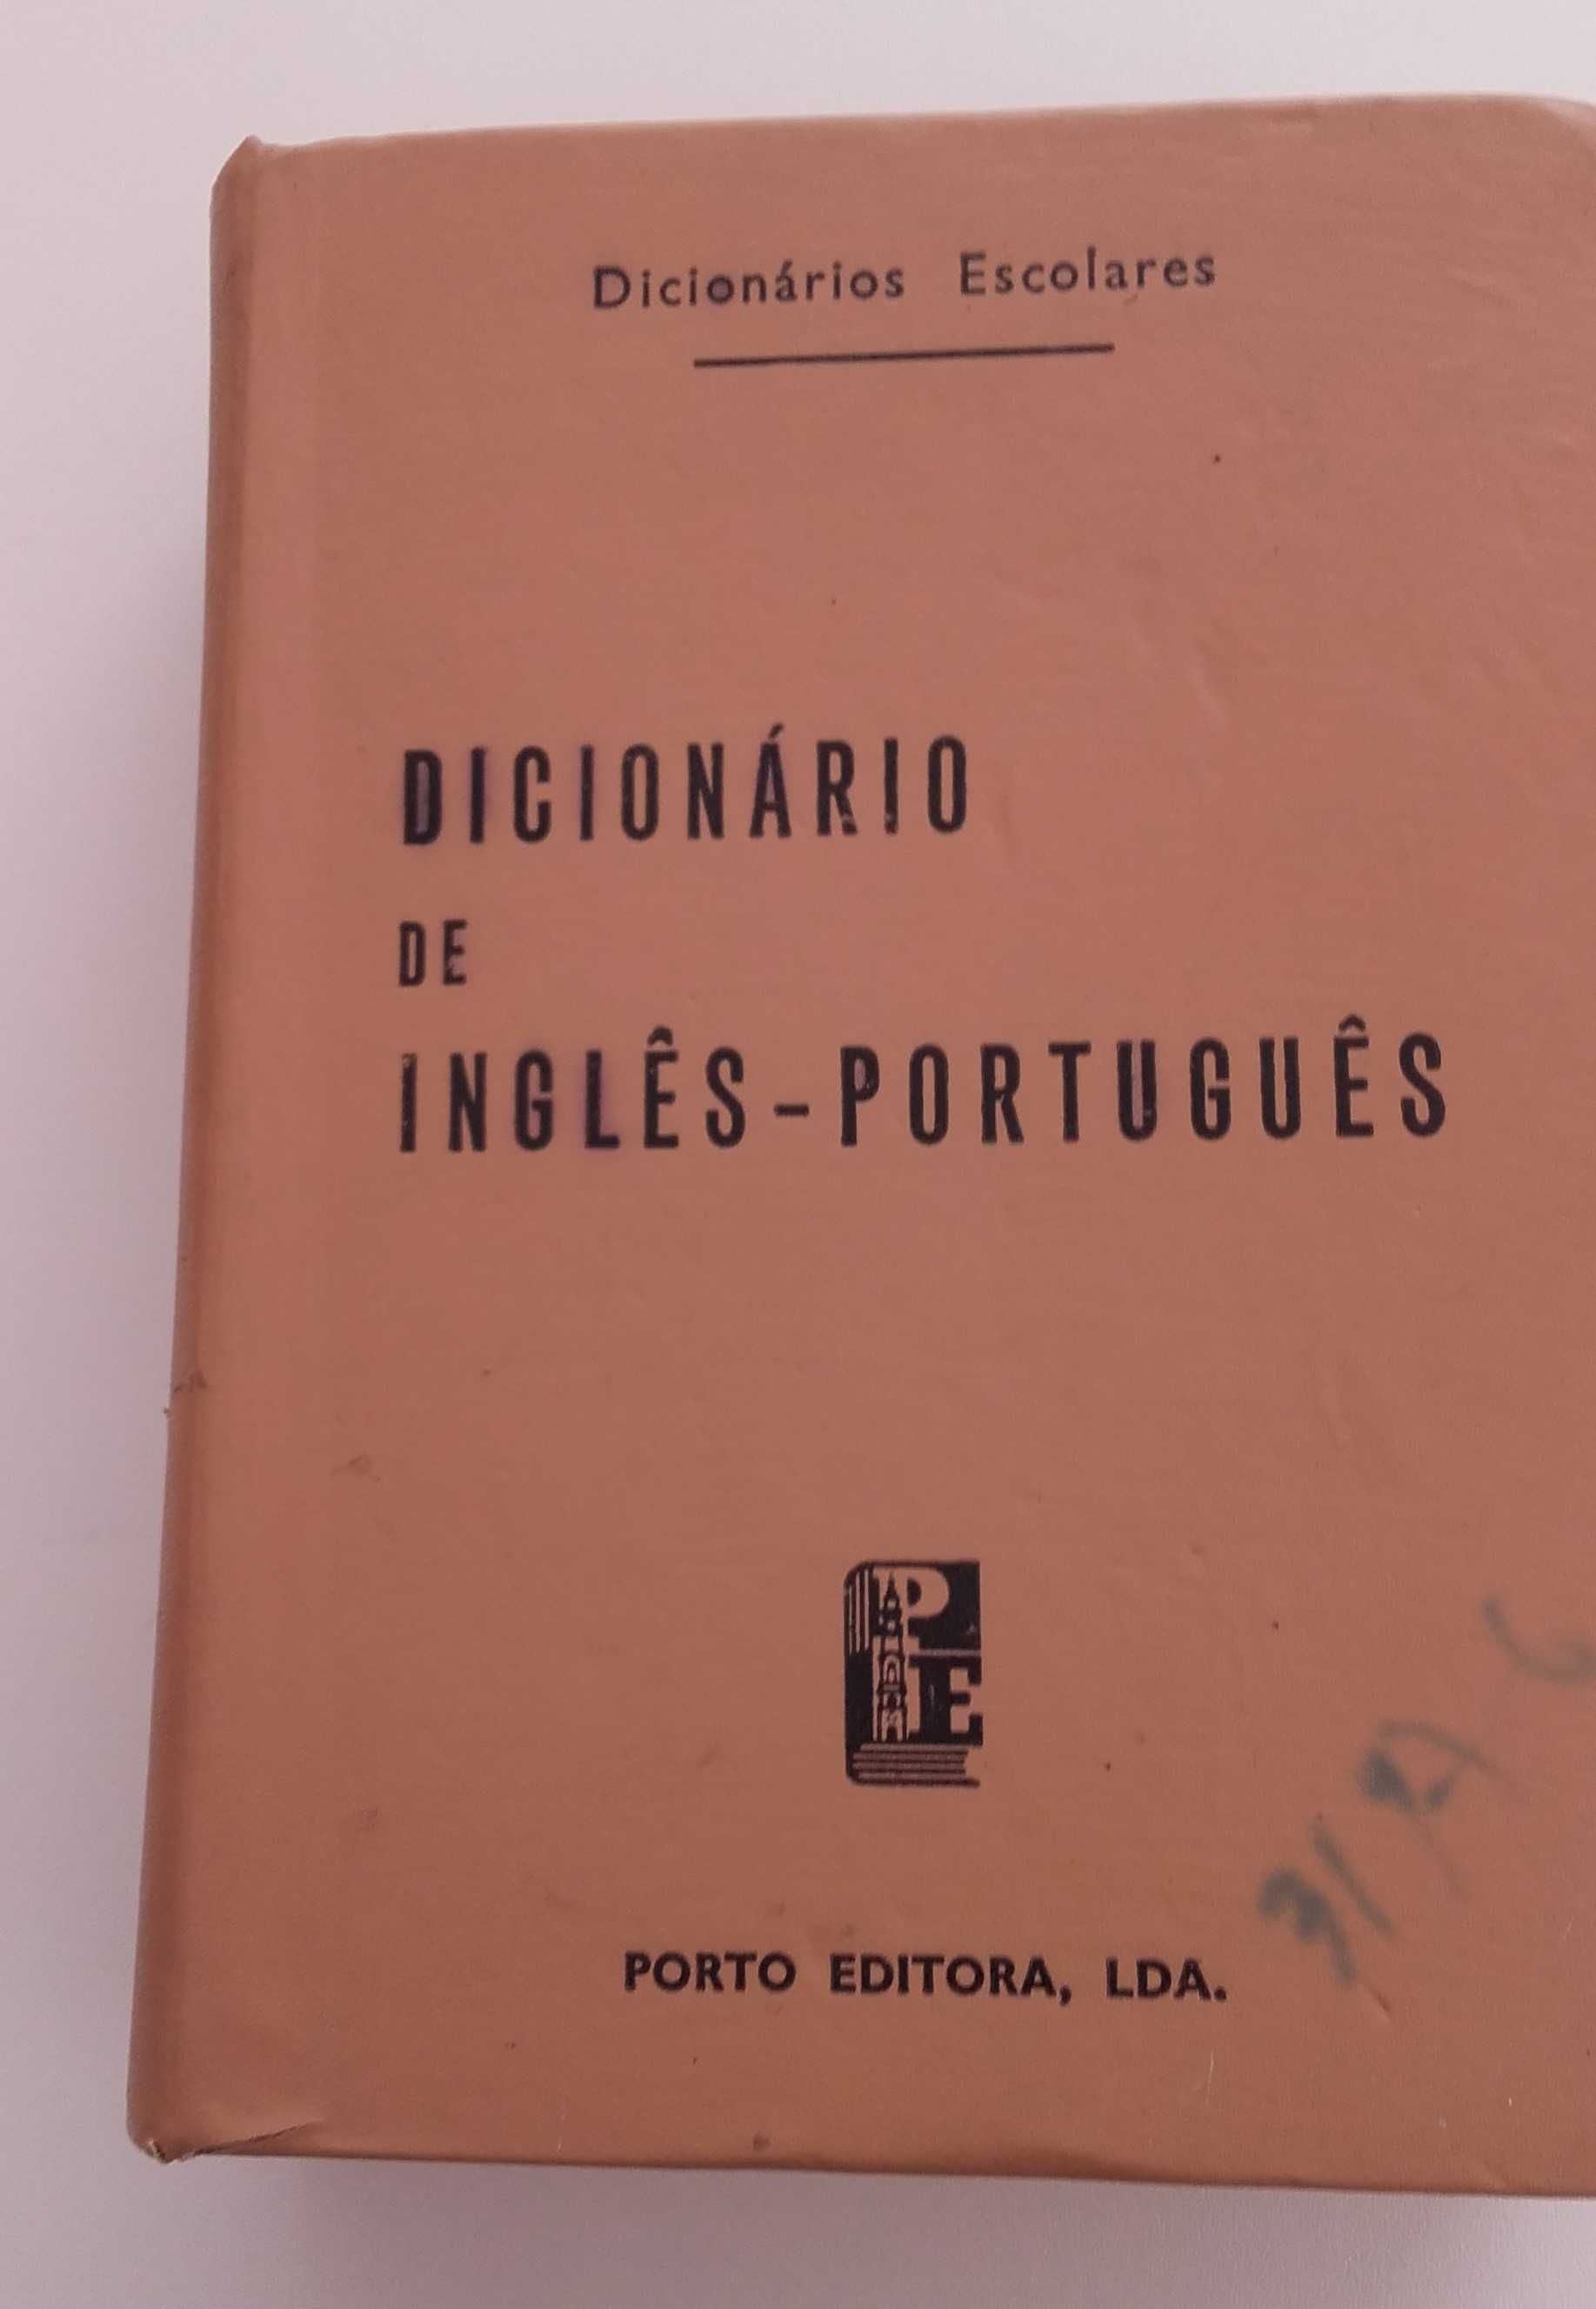 Dicionários Escolares
DICIONÁRIO
DE
INGLÊS-PORTUGUÊS
PE
PORTO EDITORA, LDA.